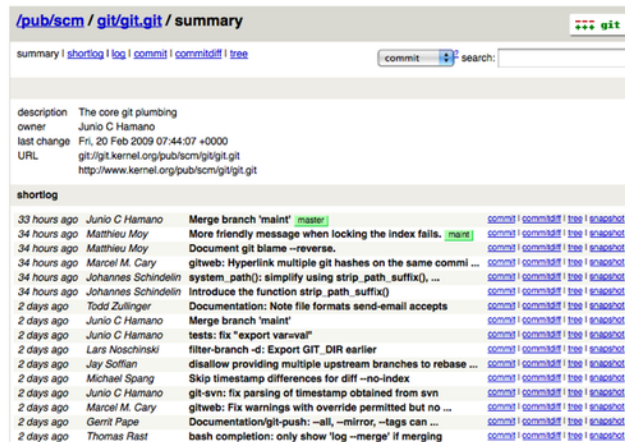 /pub/scm / git/git.git / summary
--- +++ git
summary | shortlog | log | commit | commitdiff | tree
commit ? search:
description The core git plumbing
owner Junio C Hamano
last change Fri, 20 Feb 2009 07:44:07 +0000
URL git://git.kernel.org/pub/scm/git/git.git
http://www.kernel.org/pub/scm/git/git.git
shortlog
33 hours ago Junio C Hamano Merge branch 'maint' master commit | commitdiff | tree | snapshot
34 hours ago Matthieu Moy More friendly message when locking the index fails. maint commit | commitdiff | tree | snapshot
34 hours ago Matthieu Moy Document git blame --reverse. commit | commitdiff | tree | snapshot
34 hours ago Marcel M. Cary gitweb: Hyperlink multiple git hashes on the same commi ... commit | commitdiff | tree | snapshot
34 hours ago Johannes Schindelin system_path(): simplify using strip_path_suffix(), ... commit | commitdiff | tree | snapshot
34 hours ago Johannes Schindelin Introduce the function strip_path_suffix() commit | commitdiff | tree | snapshot
2 days ago Todd Zullinger Documentation: Note file formats send-email accepts commit | commitdiff | tree | snapshot
2 days ago Junio C Hamano Merge branch 'maint' commit | commitdiff | tree | snapshot
2 days ago Junio C Hamano tests: fix "export var=val" commit | commitdiff | tree | snapshot
2 days ago Lars Noschinski filter-branch -d: Export GIT_DIR earlier commit | commitdiff | tree | snapshot
2 days ago Jay Soffian disallow providing multiple upstream branches to rebase ... commit | commitdiff | tree | snapshot
2 days ago Michael Spang Skip timestamp differences for diff --no-index commit | commitdiff | tree | snapshot
2 days ago Junio C Hamano git-svn: fix parsing of timestamp obtained from svn commit | commitdiff | tree | snapshot
2 days ago Marcel M. Cary gitweb: Fix warnings with override permitted but no ... commit | commitdiff | tree | snapshot
2 days ago Gerrit Pape Documentation/git-push: --all, --mirror, --tags can ... commit | commitdiff | tree | snapshot
2 days ago Thomas Rast bash completion: only show 'log --merge' if merging commit | commitdiff | tree | snapshot